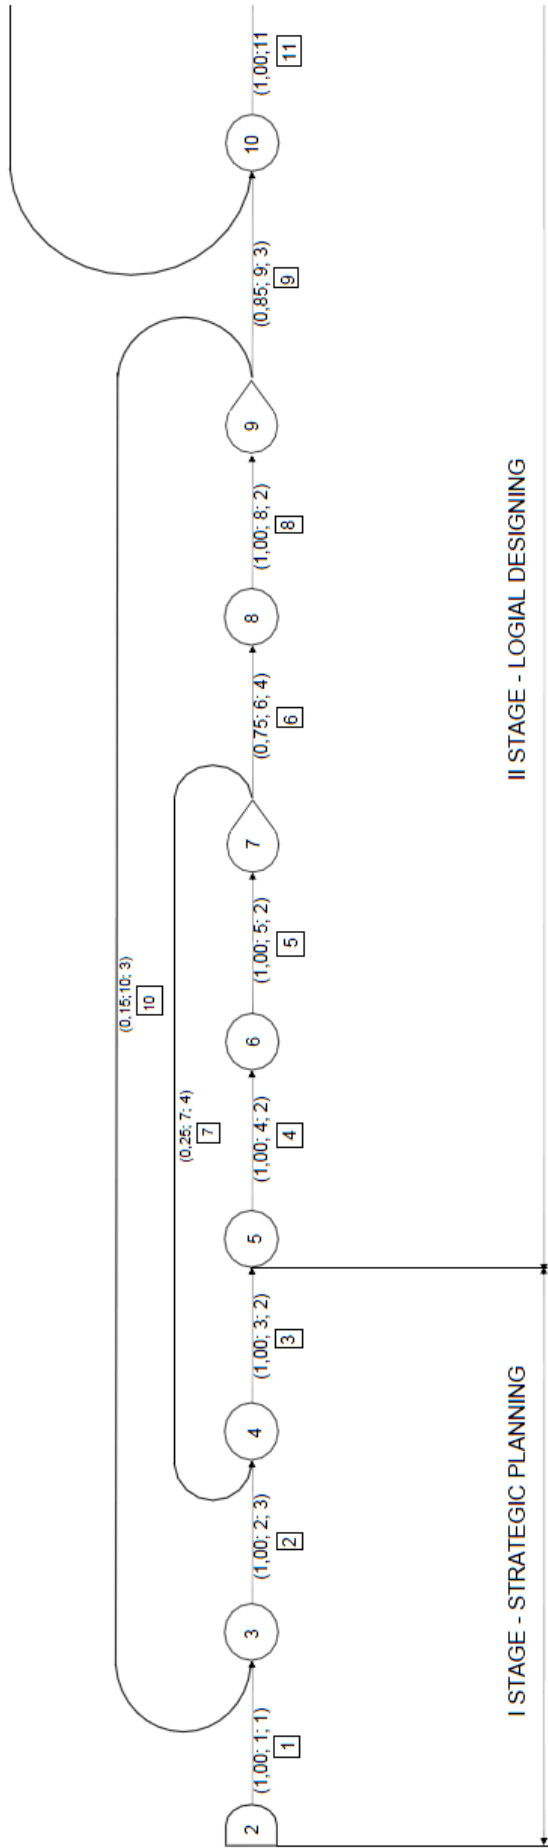 (0,15;10; 3)
10
(0,25; 7; 4)
7
2
(1,00; 1; 1)
1
3
(1,00; 2; 3)
2
4
(1,00; 3; 2)
3
5
(1,00; 4; 2)
4
6
(1,00; 5; 2)
5
7
(0,75; 6; 4)
6
8
(1,00; 8; 2)
8
9
(0,85; 9; 3)
9
10
(1,00;11
11
I STAGE - STRATEGIC PLANNING
II STAGE - LOGIAL DESIGNING